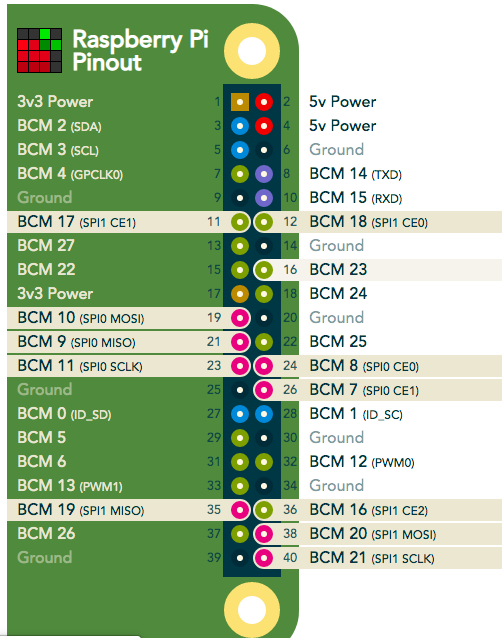 Raspberry Pi
Pinout
3v3 Power 1 2 5v Power
BCM 2 (SDA) 3 4 5v Power
BCM 3 (SCL) 5 6 Ground
BCM 4 (GPCLK0) 7 8 BCM 14 (TXD)
Ground 9 10 BCM 15 (RXD)
BCM 17 (SPI1 CE1) 11 12 BCM 18 (SPI1 CE0)
BCM 27 13 14 Ground
BCM 22 15 16 BCM 23
3v3 Power 17 18 BCM 24
BCM 10 (SPI0 MOSI) 19 20 Ground
BCM 9 (SPI0 MISO) 21 22 BCM 25
BCM 11 (SPI0 SCLK) 23 24 BCM 8 (SPI0 CE0)
Ground 25 26 BCM 7 (SPI0 CE1)
BCM 0 (ID_SD) 27 28 BCM 1 (ID_SC)
BCM 5 29 30 Ground
BCM 6 31 32 BCM 12 (PWM0)
BCM 13 (PWM1) 33 34 Ground
BCM 19 (SPI1 MISO) 35 36 BCM 16 (SPI1 CE2)
BCM 26 37 38 BCM 20 (SPI1 MOSI)
Ground 39 40 BCM 21 (SPI1 SCLK)